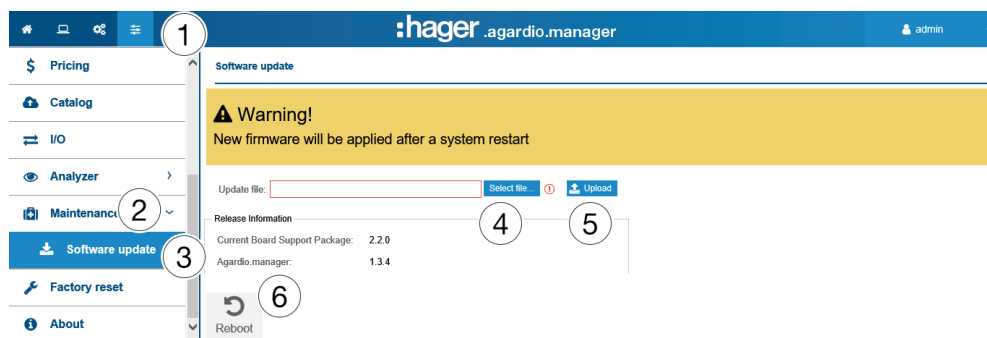 1
:hager .agardio.manager
admin
Pricing
Software update
Catalog
Warning!
New firmware will be applied after a system restart
I/O
Analyzer
Update file:
Select file...
Upload
Maintenance
2
4
5
Release Information
Current Board Support Package: 2.2.0
Software update
3
Agardio.manager: 1.3.4
Factory reset
6
About
Reboot